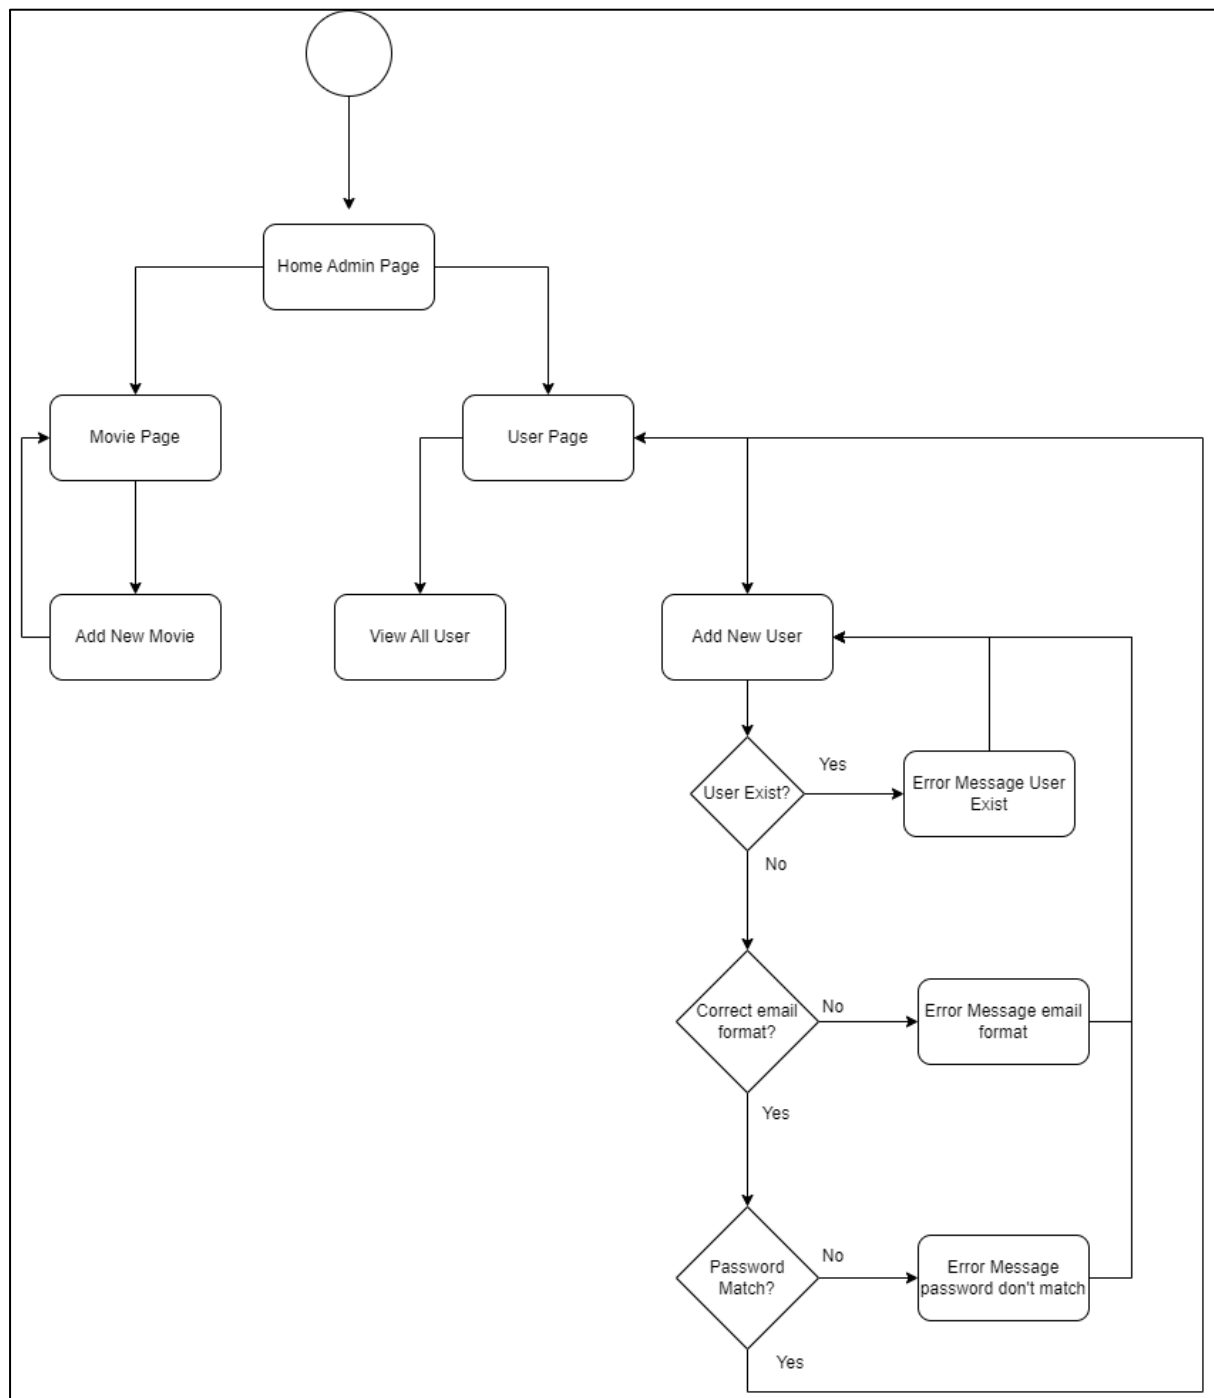 Home Admin Page
Movie Page
User Page
Add New Movie
View All User
Add New User
Yes
User Exist?
Error Message User
Exist
No
Correct email
format?
No
Error Message email
format
Yes
Password
Match?
No
Error Message
password don't match
Yes